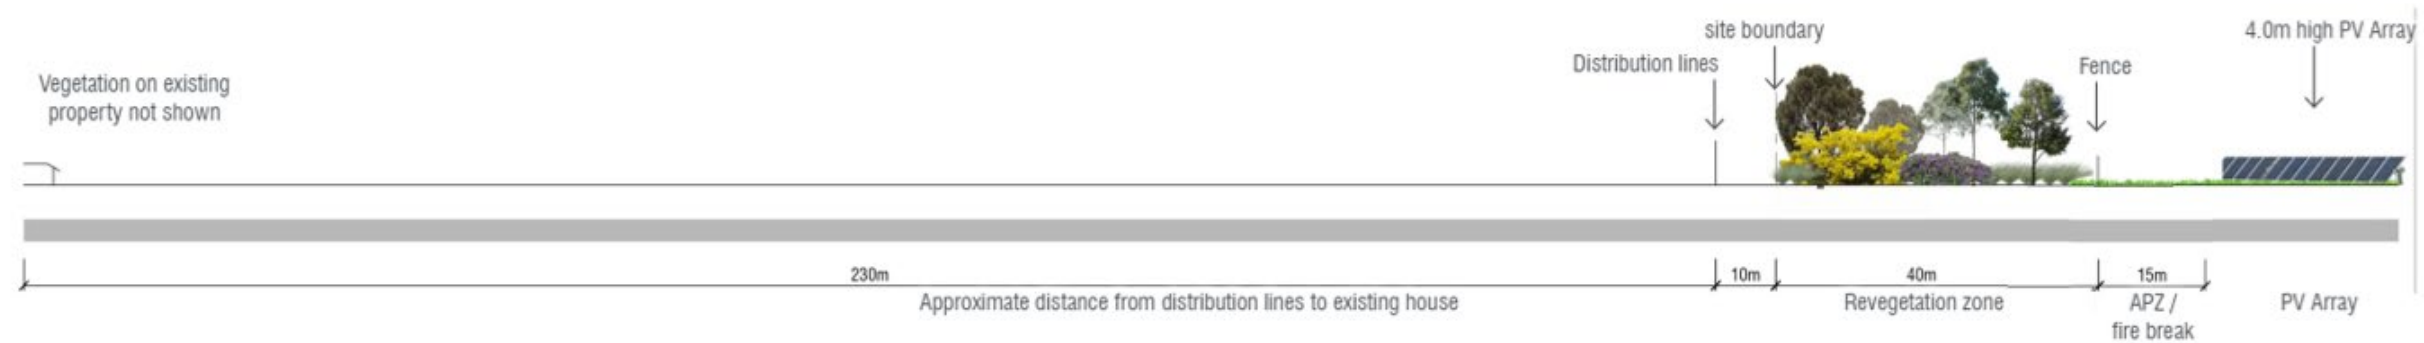 Vegetation on existing
property not shown
Distribution lines
site boundary
Fence
4.0m high PV Array
230m
10m
40m
15m
Approximate distance from distribution lines to existing house
Revegetation zone
APZ /
fire break
PV Array